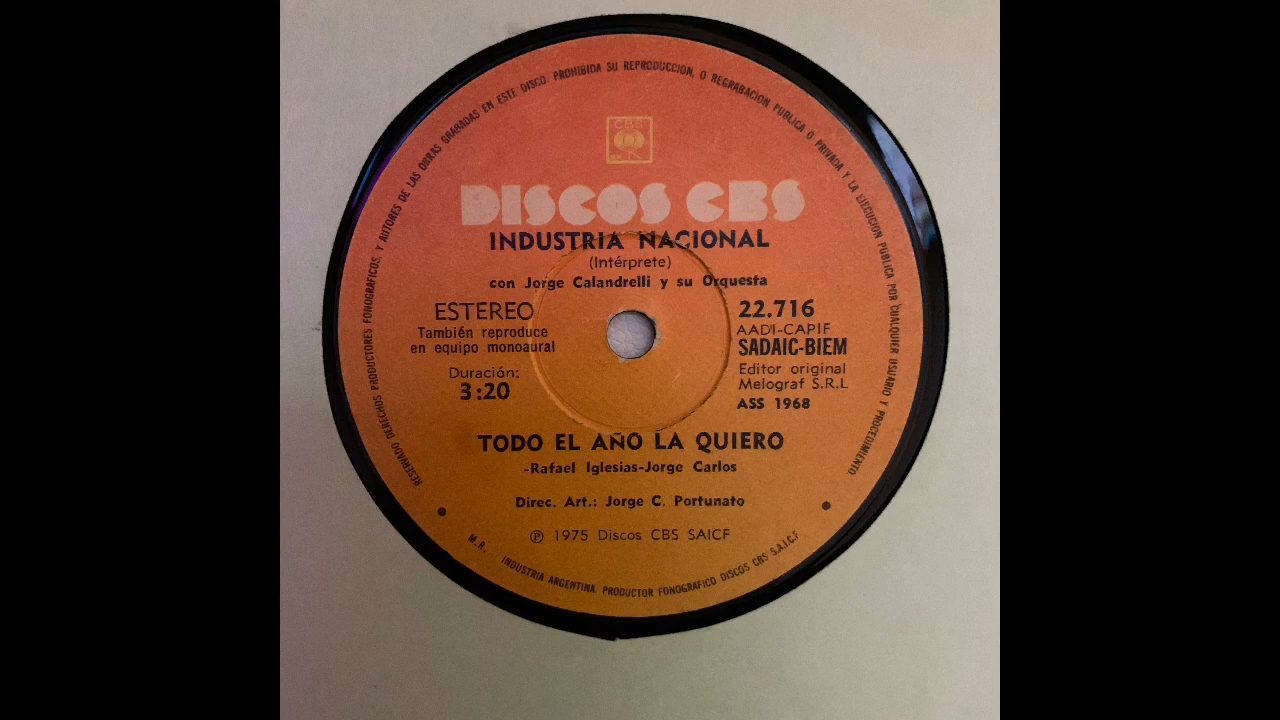 RESERVADO DERECHOS PRODUCTORES FONOGRAFICOS, Y AUTORES DE LAS OBRAS GRABADAS EN ESTE DISCO. PROHIBIDA SU REPRODUCCION, O REGRABACION PUBLICA O PRIVADA Y LA EJECUCION PUBLICA POR CUALQUIER USUARIO Y PROCEDIMIENTO.
CBS
DISCOS CBS
INDUSTRIA NACIONAL
(Intérprete)
con Jorge Calandrelli y su Orquesta
ESTEREO
También reproduce
en equipo monoaural
Duración:
3:20
22.716
AADI-CAPIF
SADAIC-BIEM
Editor original
Melograf S.R.L
ASS 1968
TODO EL AÑO LA QUIERO
-Rafael Iglesias-Jorge Carlos
Direc. Art.: Jorge C. Portunato
℗ 1975 Discos CBS SAICF
M.R. INDUSTRIA ARGENTINA. PRODUCTOR FONOGRAFICO DISCOS CBS S.A.I.C.F